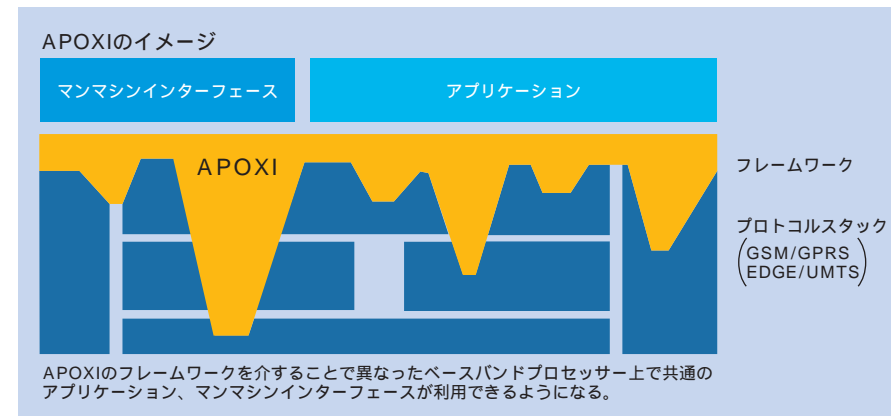 APOXIのイメージ
マンマシンインターフェース
アプリケーション
APOXI
フレームワーク
プロトコルスタック
(GSM/GPRS
EDGE/UMTS)
APOXIのフレームワークを介することで異なったベースバンドプロセッサー上で共通の
アプリケーション、マンマシンインターフェースが利用できるようになる。